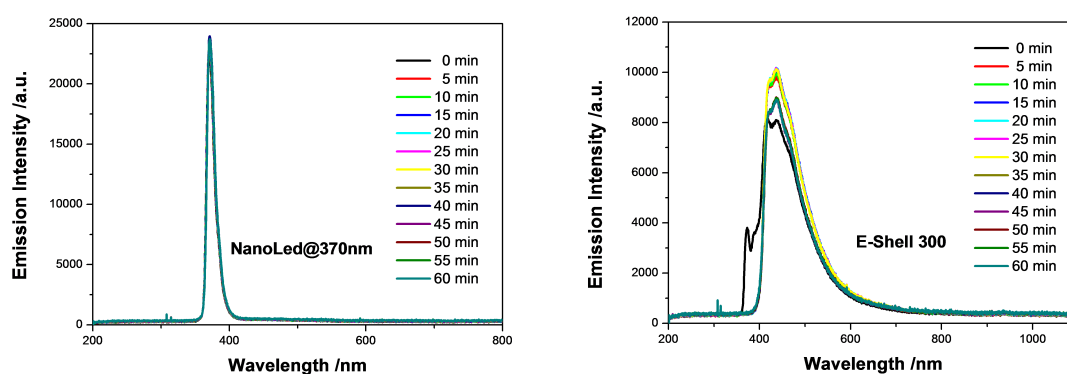 25000
20000
15000
10000
5000
0
200
400
600
800
Emission Intensity /a.u.
Wavelength /nm
0 min
5 min
10 min
15 min
20 min
25 min
30 min
35 min
40 min
45 min
50 min
55 min
60 min
NanoLed@370nm
12000
10000
8000
6000
4000
2000
0
200
400
600
800
1000
Emission Intensity /a.u.
Wavelength /nm
0 min
5 min
10 min
15 min
20 min
25 min
30 min
35 min
40 min
45 min
50 min
55 min
60 min
E-Shell 300